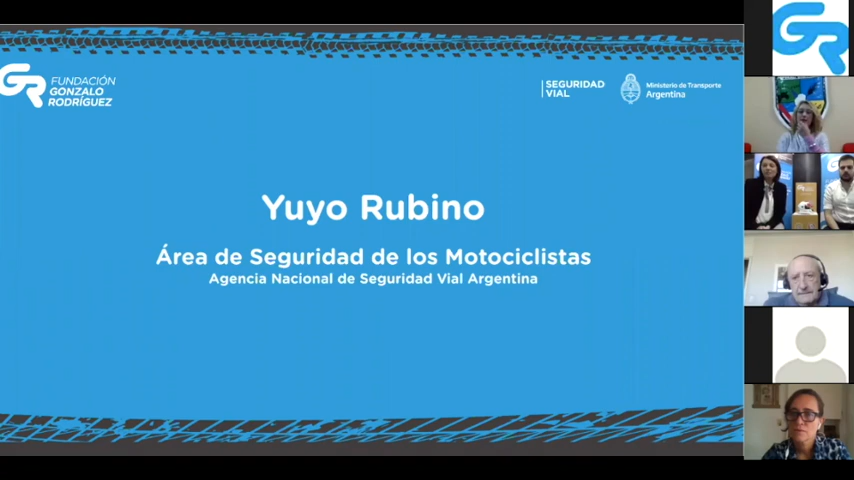 FUNDACIÓN
GONZALO
RODRÍGUEZ
SEGURIDAD
VIAL
Ministerio de Transporte
Argentina
Yuyo Rubino
Área de Seguridad de los Motociclistas
Agencia Nacional de Seguridad Vial Argentina